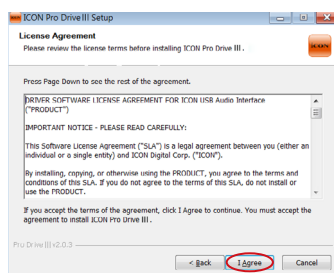 ICON Pro Drive III Setup
License Agreement
Please review the license terms before installing ICON Pro Drive III .
ICON
Press Page Down to see the rest of the agreement.
DRIVER SOFTWARE LICENSE AGREEMENT FOR ICON USB Audio Interface
("PRODUCT")
IMPORTANT NOTICE - PLEASE READ CAREFULLY:
This Software License Agreement ("SLA") is a legal agreement between you (either an
individual or a single entity) and ICON Digital Corp. ("ICON").
By installing, copying, or otherwise using the PRODUCT, you agree to the terms and
conditions of this SLA. If you do not agree to the terms of this SLA, do not install or
use the PRODUCT.
If you accept the terms of the agreement, click I Agree to continue. You must accept the
agreement to install ICON Pro Drive III .
Pro Drive III v2.0.3
< Back
I Agree
Cancel